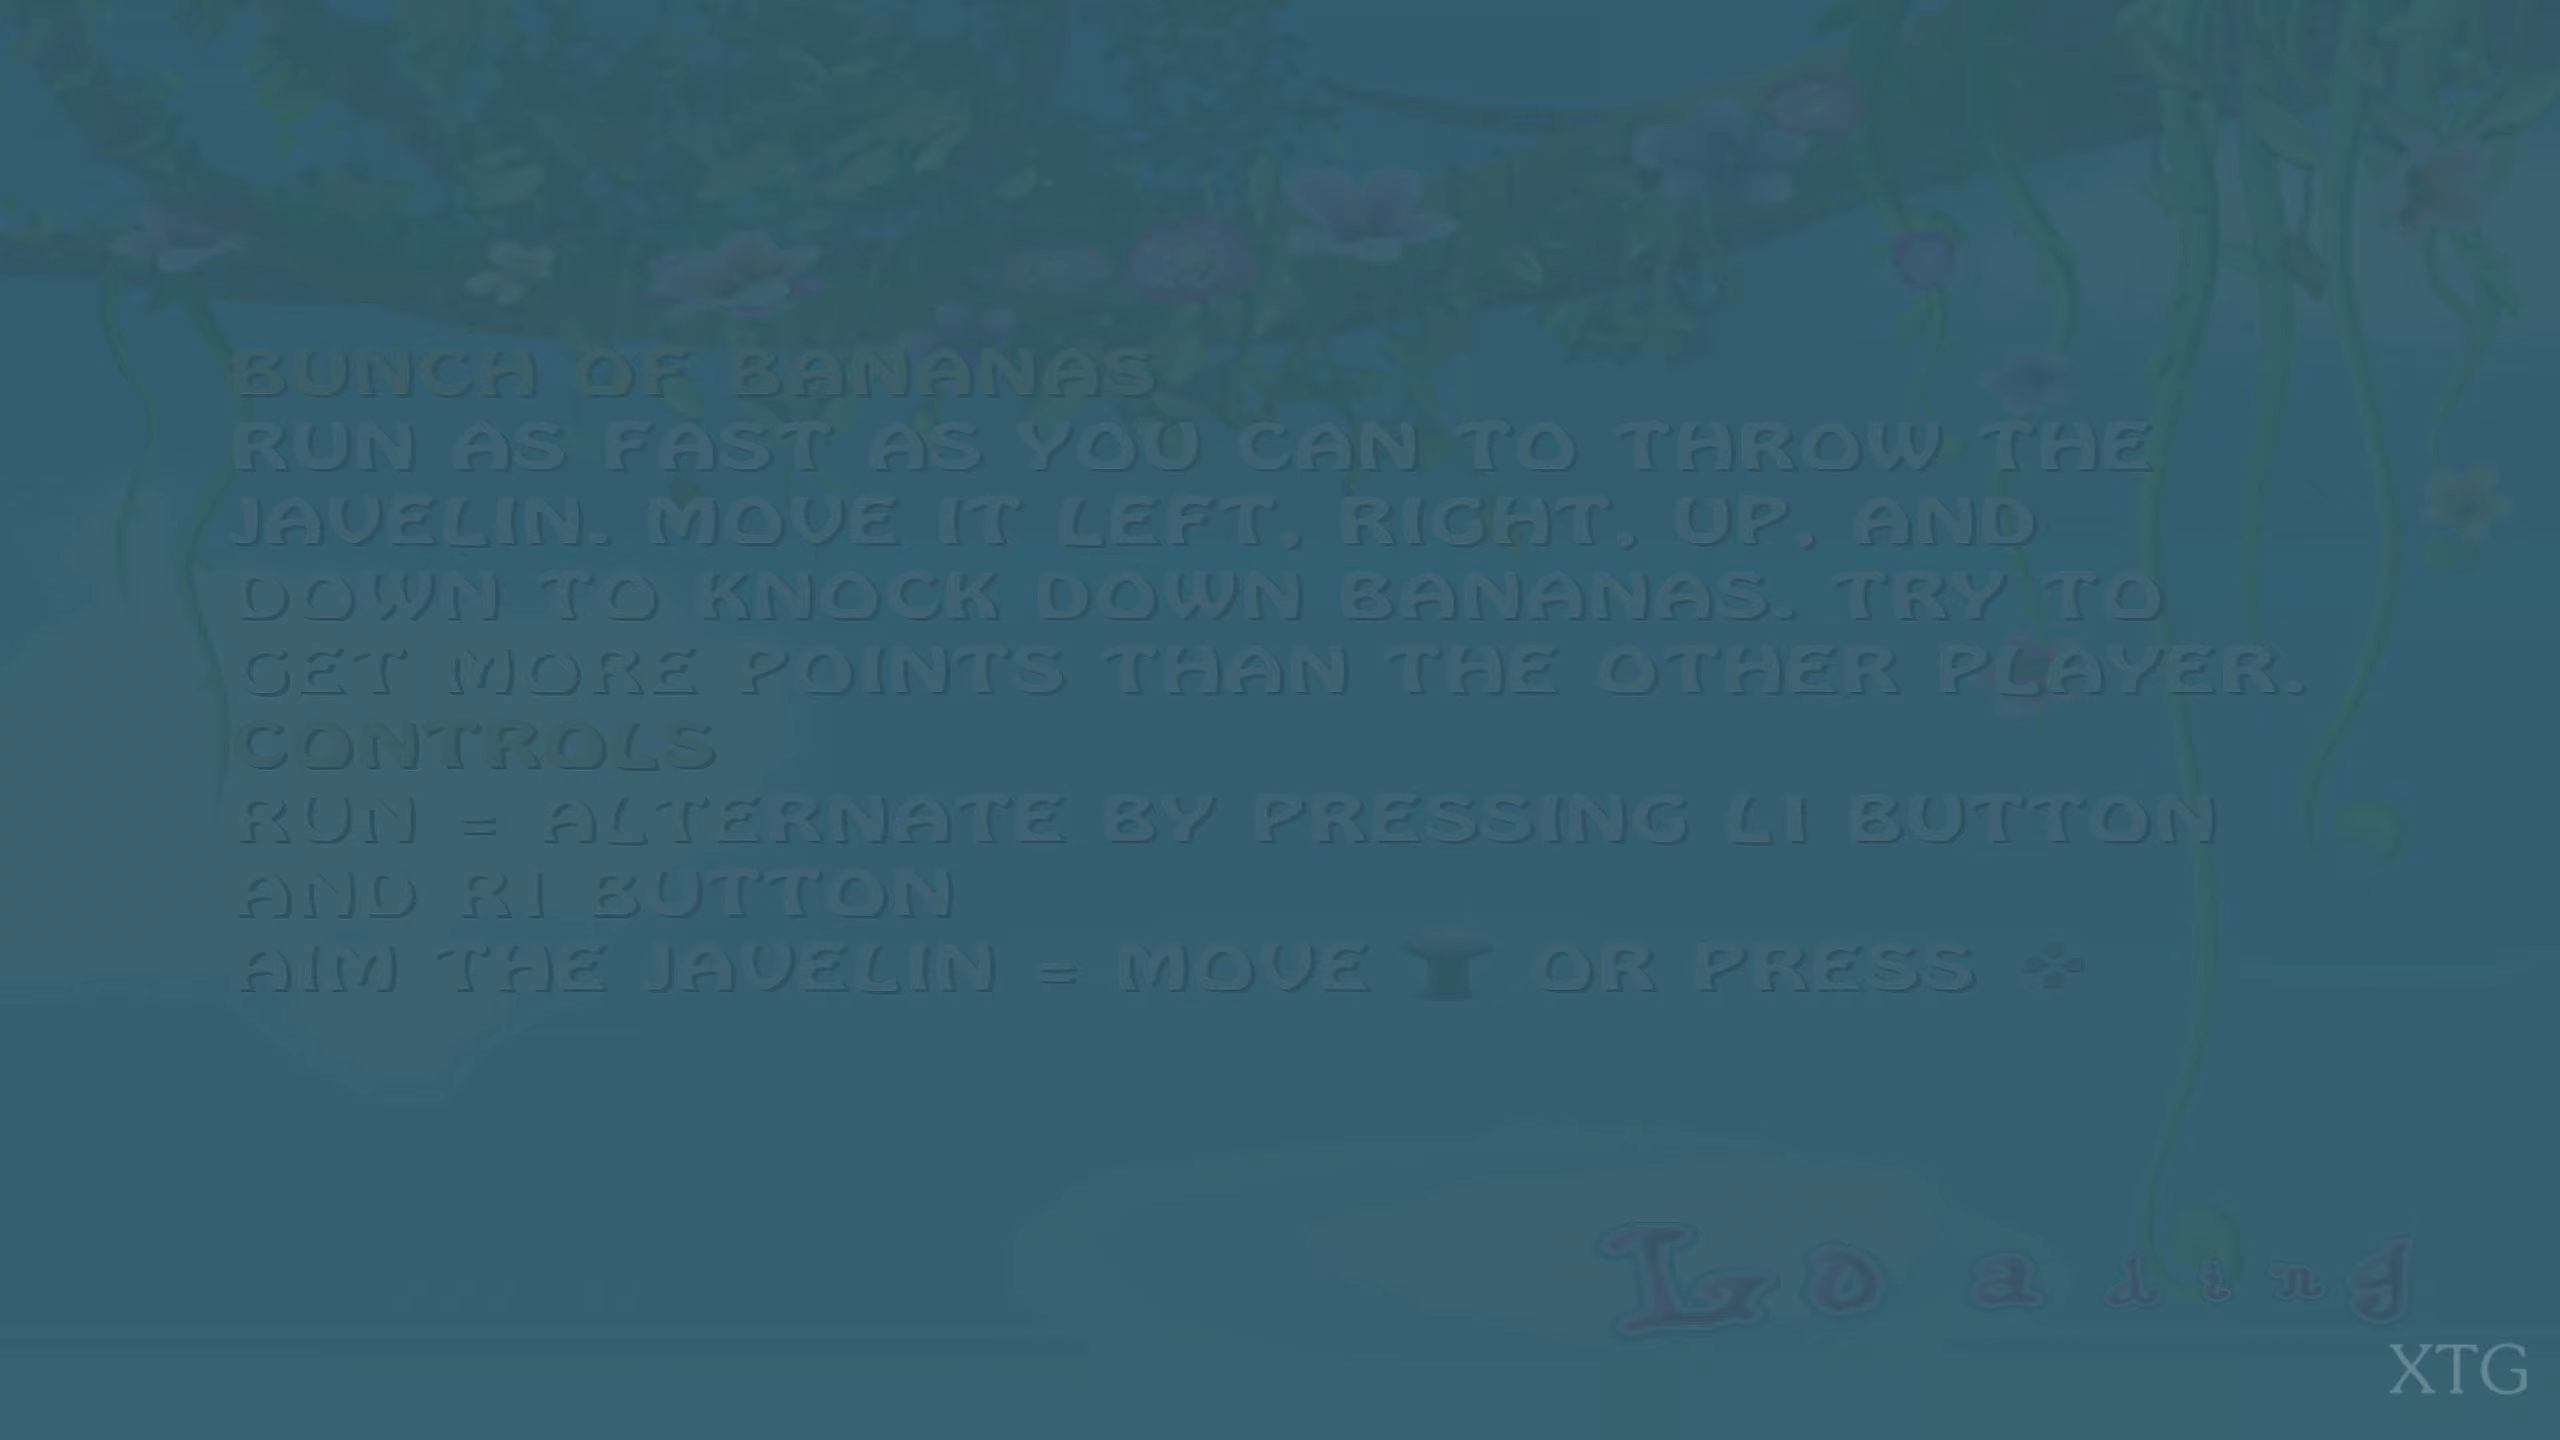 BUNCH OF BANANAS
RUN AS FAST AS YOU CAN TO THROW THE
JAVELIN. MOVE IT LEFT, RIGHT, UP, AND
DOWN TO KNOCK DOWN BANANAS. TRY TO
GET MORE POINTS THAN THE OTHER PLAYER.
CONTROLS
RUN = ALTERNATE BY PRESSING L1 BUTTON
AND R1 BUTTON
AIM THE JAVELIN = MOVE OR PRESS
Loading
XTG